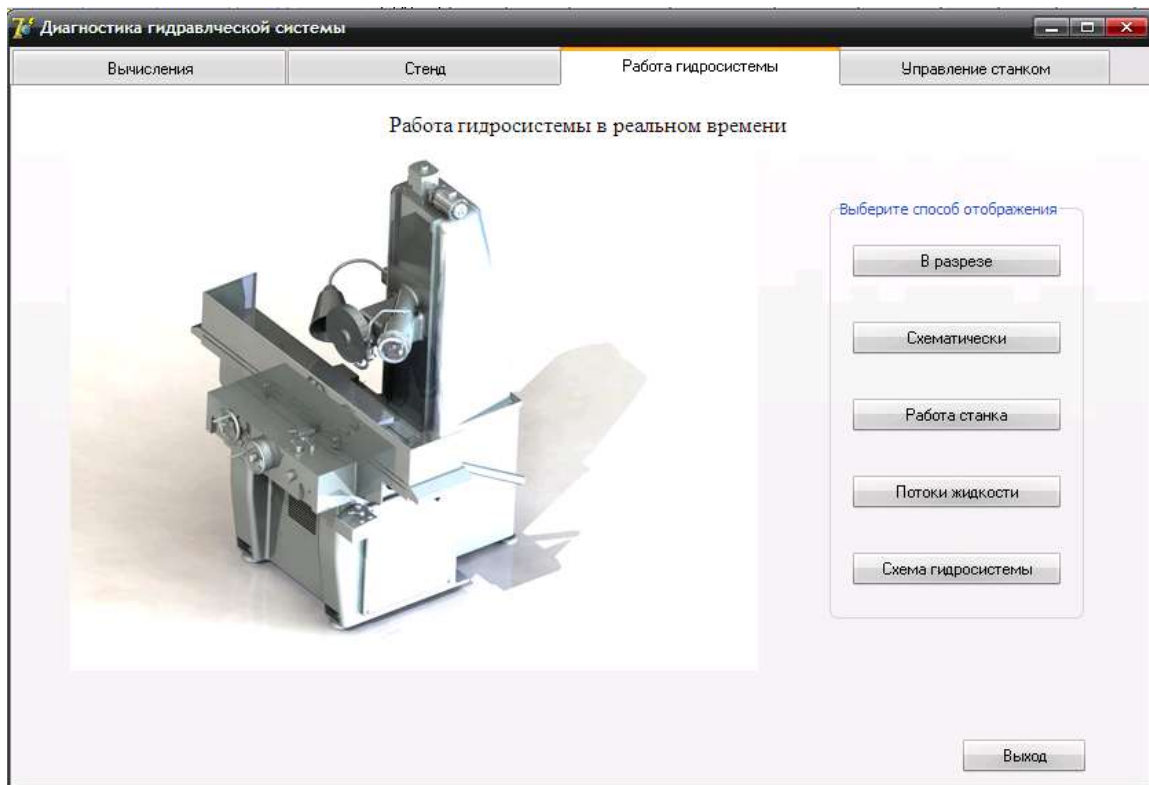 Диагностика гидравлческой системы
Вычисления Стенд Работа гидросистемы Управление станком
Работа гидросистемы в реальном времени
Выберите способ отображения
В разрезе
Схематически
Работа станка
Потоки жидкости
Схема гидросистемы
Выход